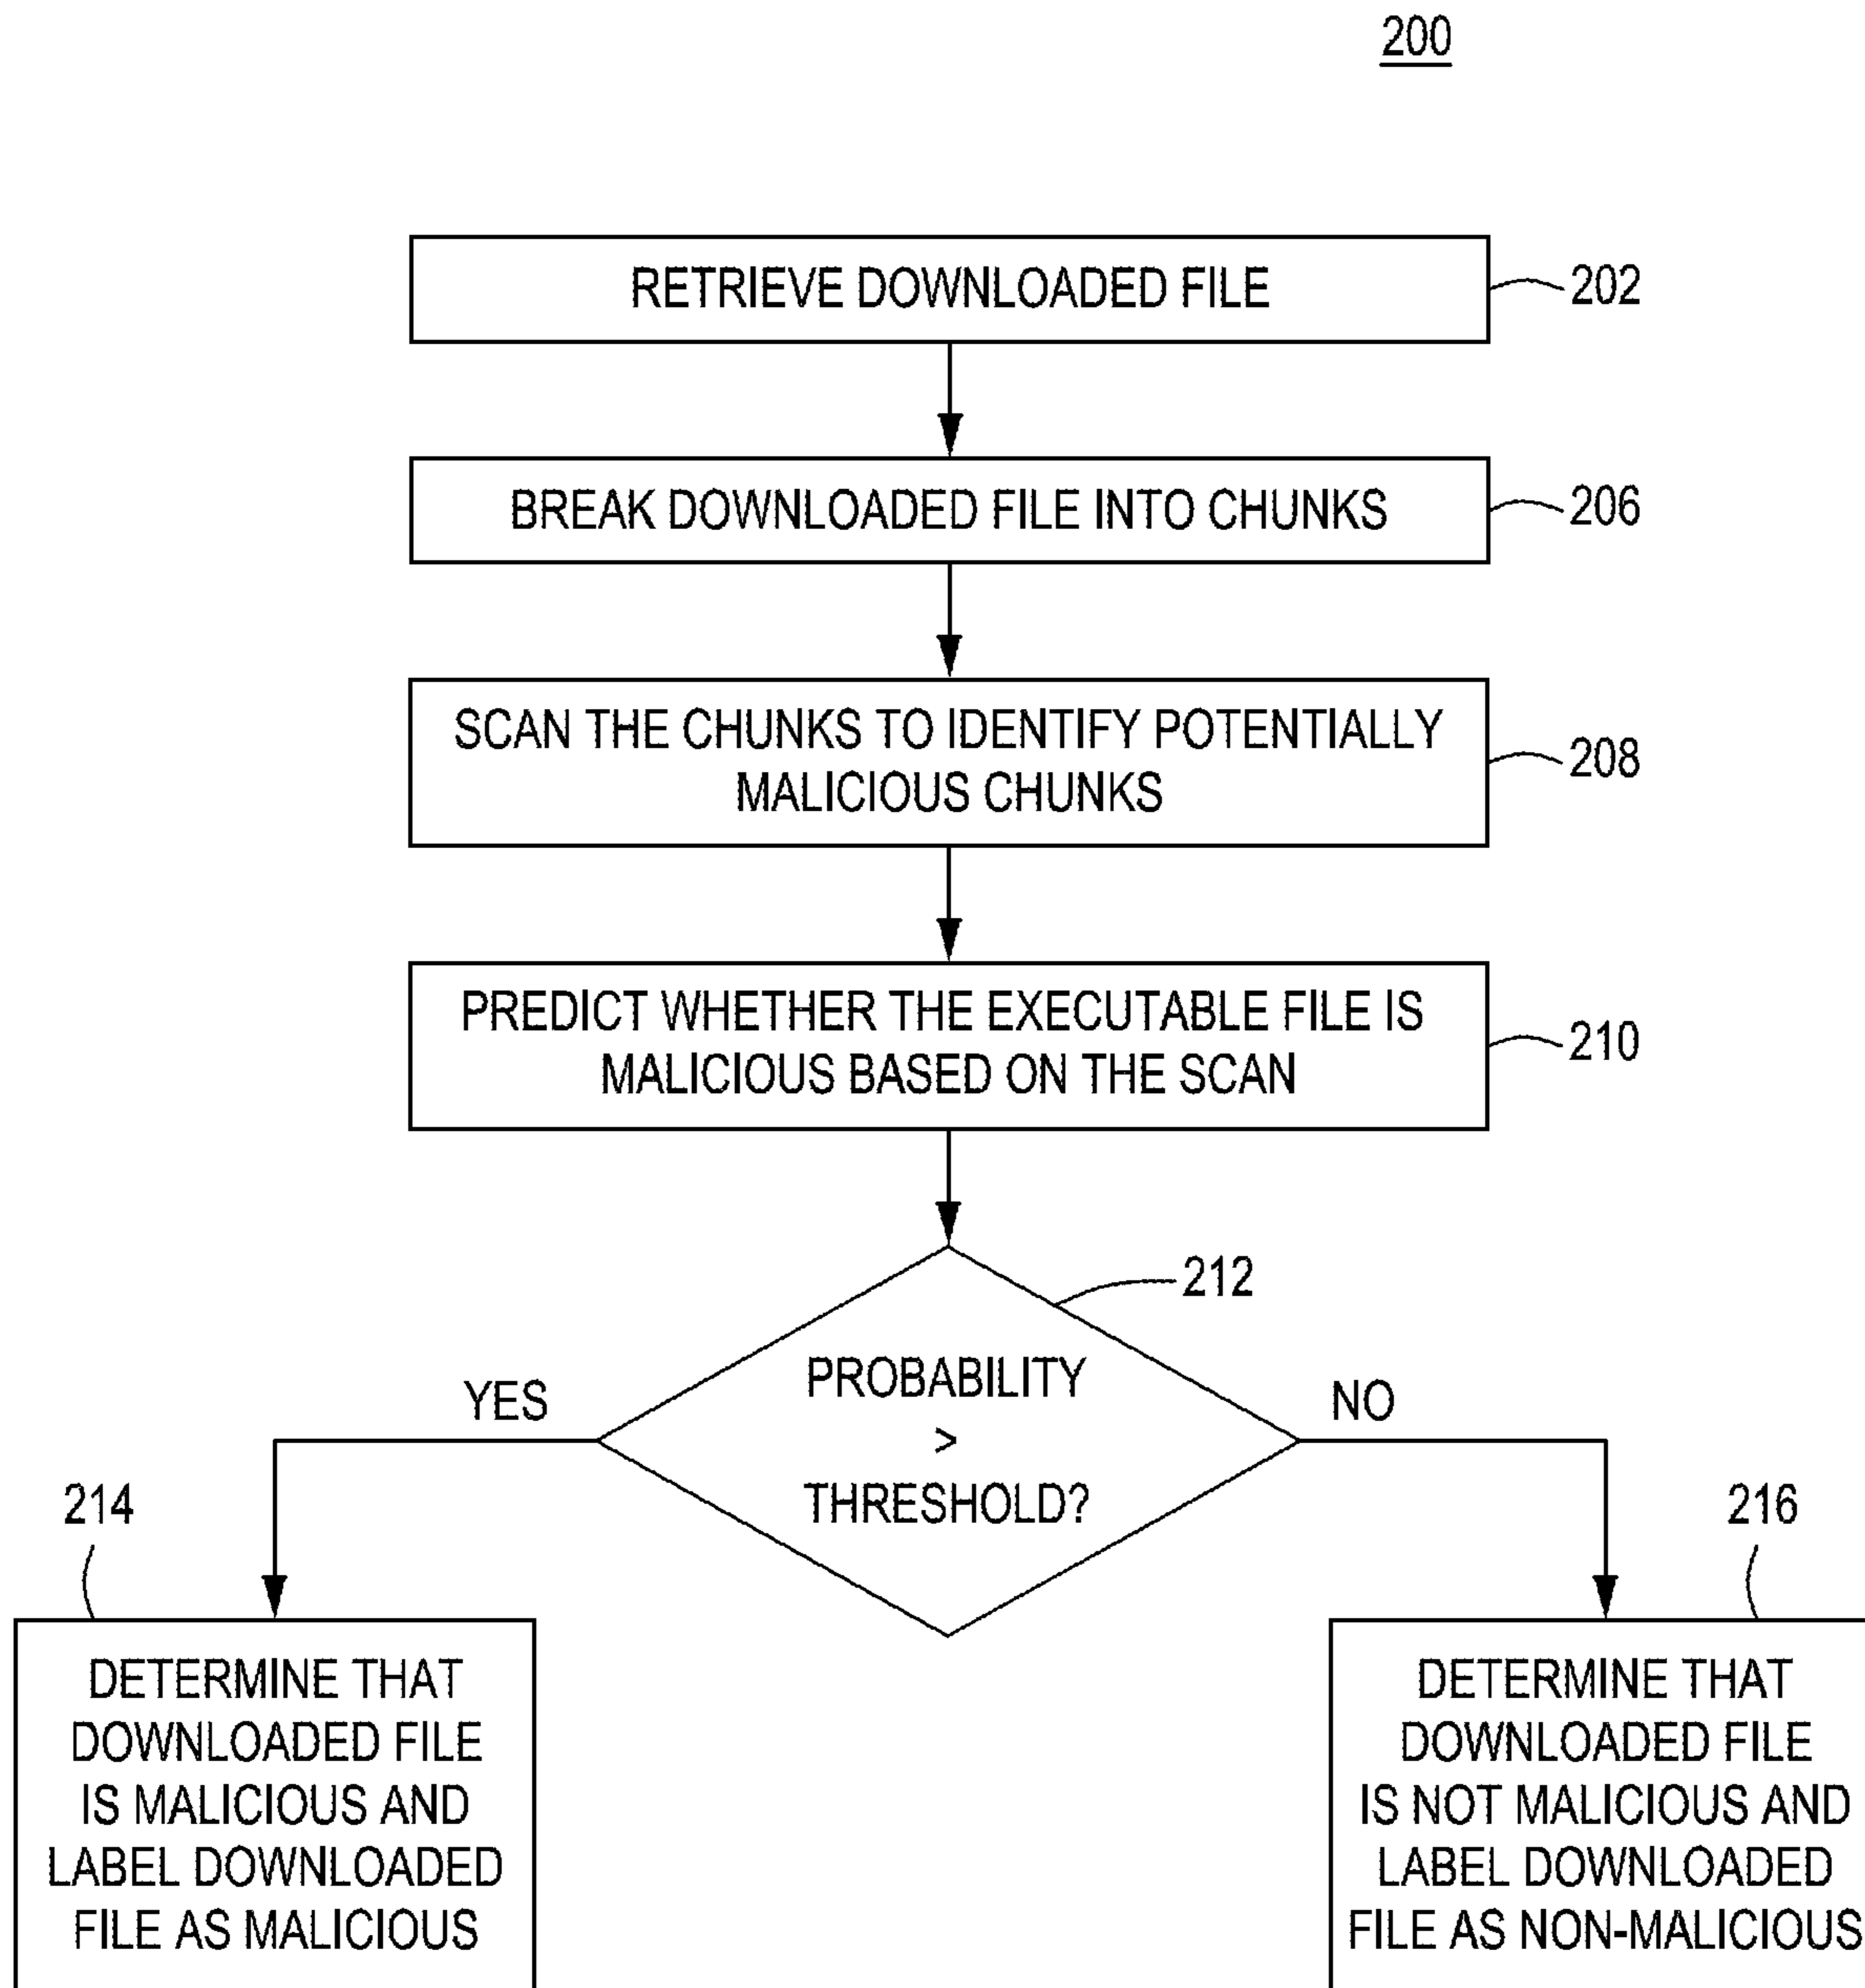 200
RETRIEVE DOWNLOADED FILE
202
BREAK DOWNLOADED FILE INTO CHUNKS
206
SCAN THE CHUNKS TO IDENTIFY POTENTIALLY
MALICIOUS CHUNKS
208
PREDICT WHETHER THE EXECUTABLE FILE IS
MALICIOUS BASED ON THE SCAN
210
212
PROBABILITY
>
THRESHOLD?
YES
NO
214
DETERMINE THAT
DOWNLOADED FILE
IS MALICIOUS AND
LABEL DOWNLOADED
FILE AS MALICIOUS
216
DETERMINE THAT
DOWNLOADED FILE
IS NOT MALICIOUS AND
LABEL DOWNLOADED
FILE AS NON-MALICIOUS